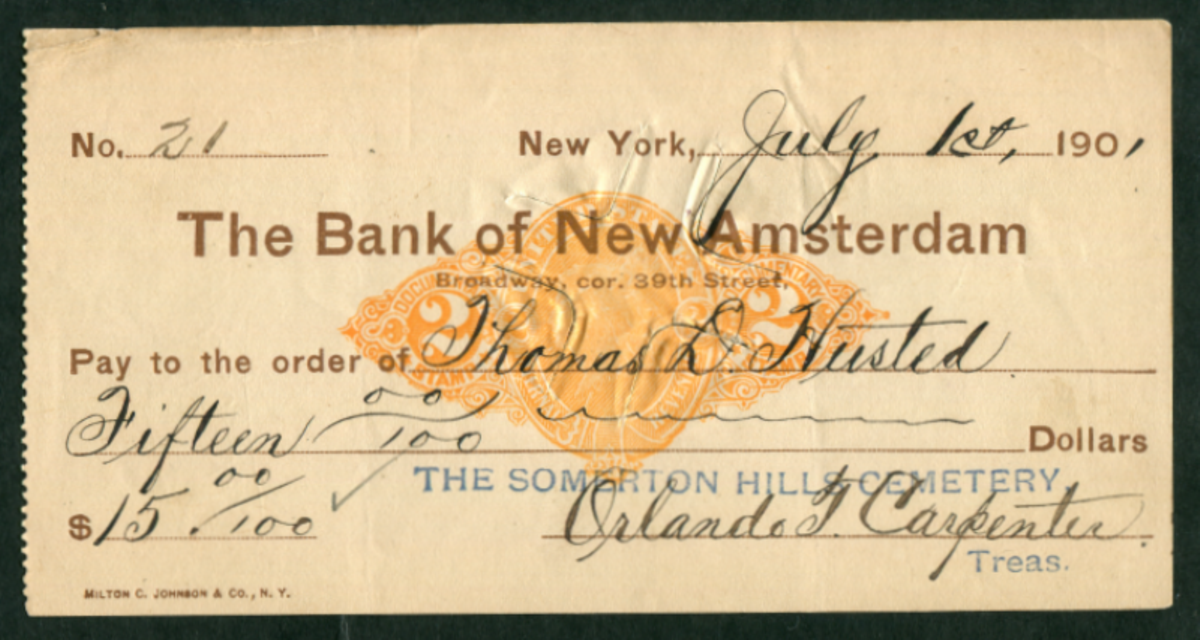 No. 21 New York, July 1st, 1901
The Bank of New Amsterdam
Broadway, cor. 39th Street,
2 2
Pay to the order of Thomas D. Husted
Fifteen 00/100 Dollars
THE SOMERTON HILLS CEMETERY
$15.00/100 Orlando F. Carpenter
Treas.
MILTON C. JOHNSON & CO., N. Y.